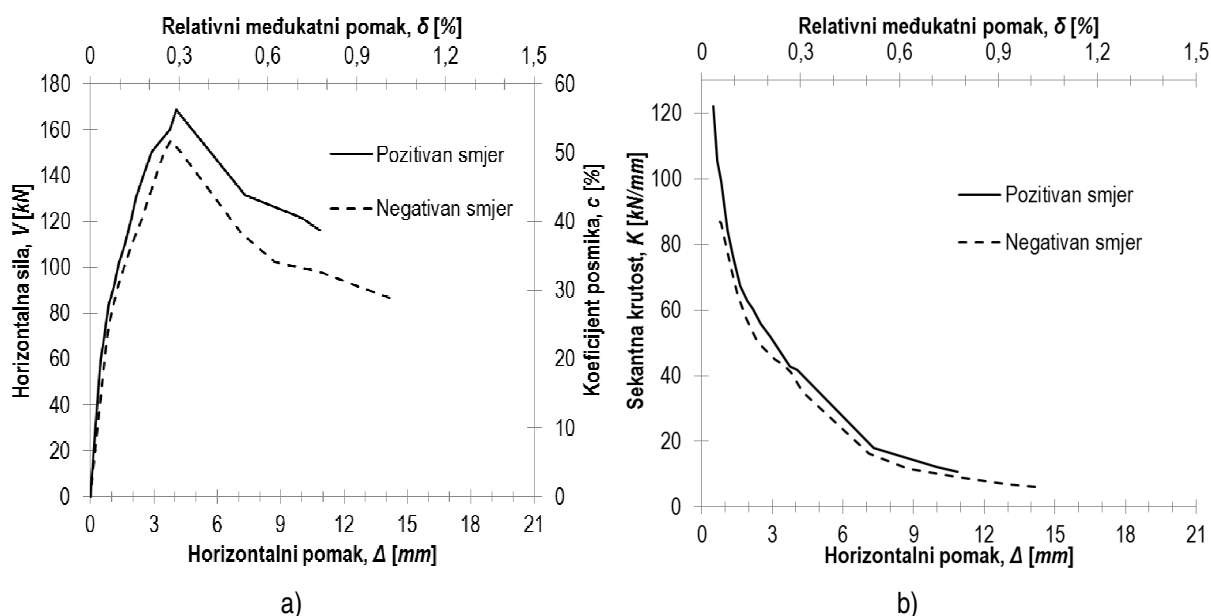 Relativni međukatni pomak, δ [%]
0 0,3 0,6 0,9 1,2 1,5
Horizontalna sila, V [kN]
180
160
140
120
100
80
60
40
20
0
Pozitivan smjer
Negativan smjer
60
50
40
30
20
10
0
Koeficijent posmika, c [%]
0 3 6 9 12 15 18 21
Horizontalni pomak, Δ [mm]
a)
Relativni međukatni pomak, δ [%]
0 0,3 0,6 0,9 1,2 1,5
Sekantna krutost, K [kN/mm]
120
100
80
60
40
20
0
Pozitivan smjer
Negativan smjer
0 3 6 9 12 15 18 21
Horizontalni pomak, Δ [mm]
b)